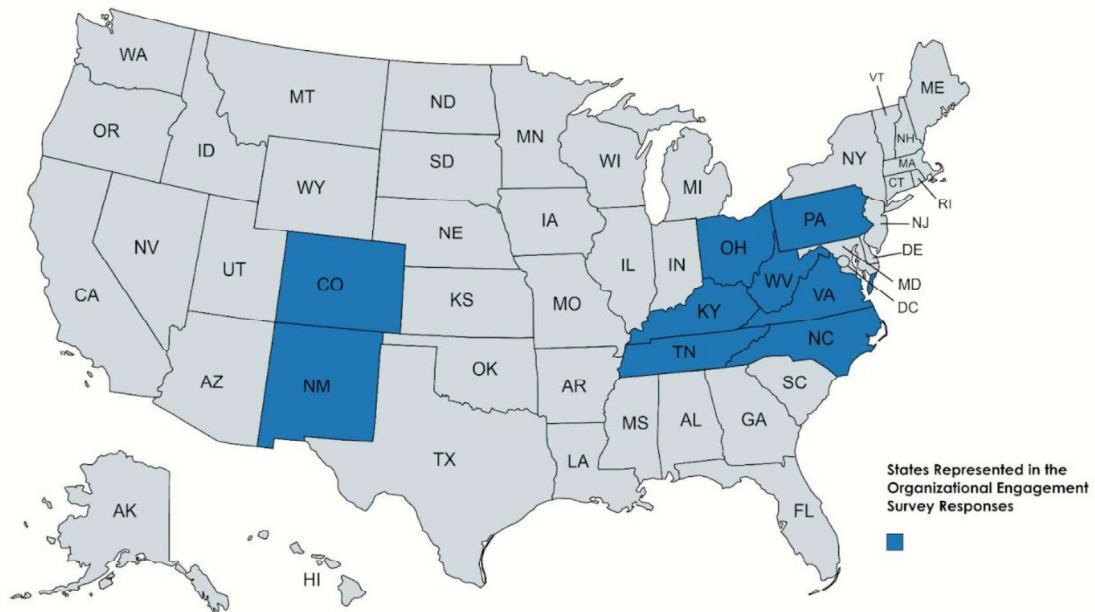 WA
MT
ND
MN
VT
ME
OR
ID
SD
WI
MI
NY
NH
MA
CT
RI
WY
IA
PA
NJ
NE
OH
NV
UT
IL
IN
DE
CO
WV
MD
CA
KS
MO
KY
VA
DC
TN
NC
AZ
NM
OK
AR
SC
MS
AL
GA
TX
LA
States Represented in the
Organizational Engagement
Survey Responses
AK
FL
HI